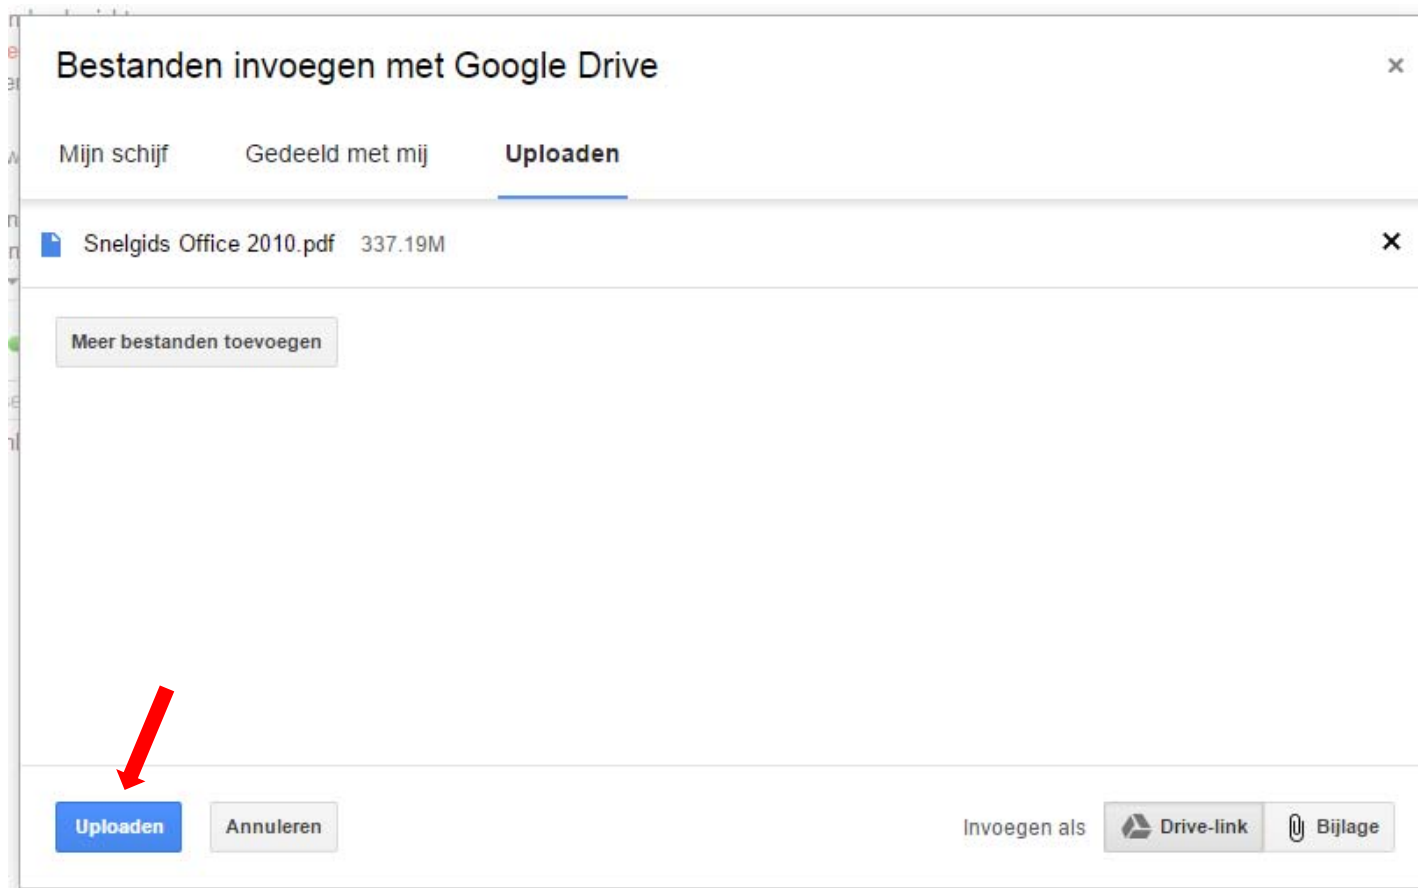 Bestanden invoegen met Google Drive
Mijn schijf Gedeeld met mij Uploaden
Snelgids Office 2010.pdf 337.19M
Meer bestanden toevoegen
Uploaden Annuleren Invoegen als Drive-link Bijlage